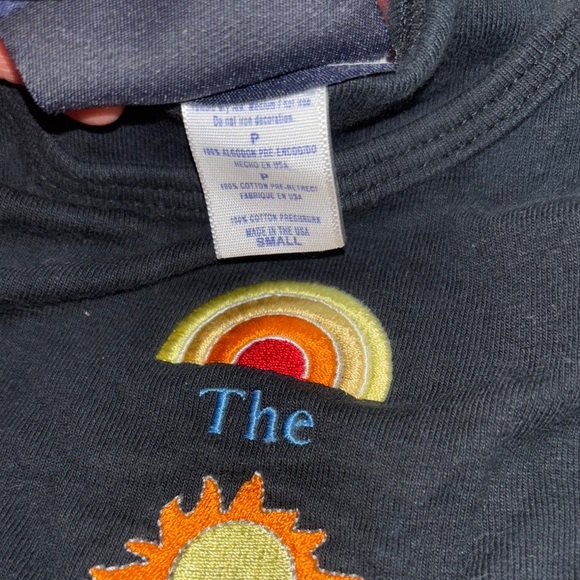 Do not iron decoration.
P
100% ALGODON PRE-ENCOGIDO
HECHO EN USA
P
100% COTTON PRE-RETRECI
FABRIQUE EN USA
100% COTTON PRESHRUNK
MADE IN THE USA
SMALL
The